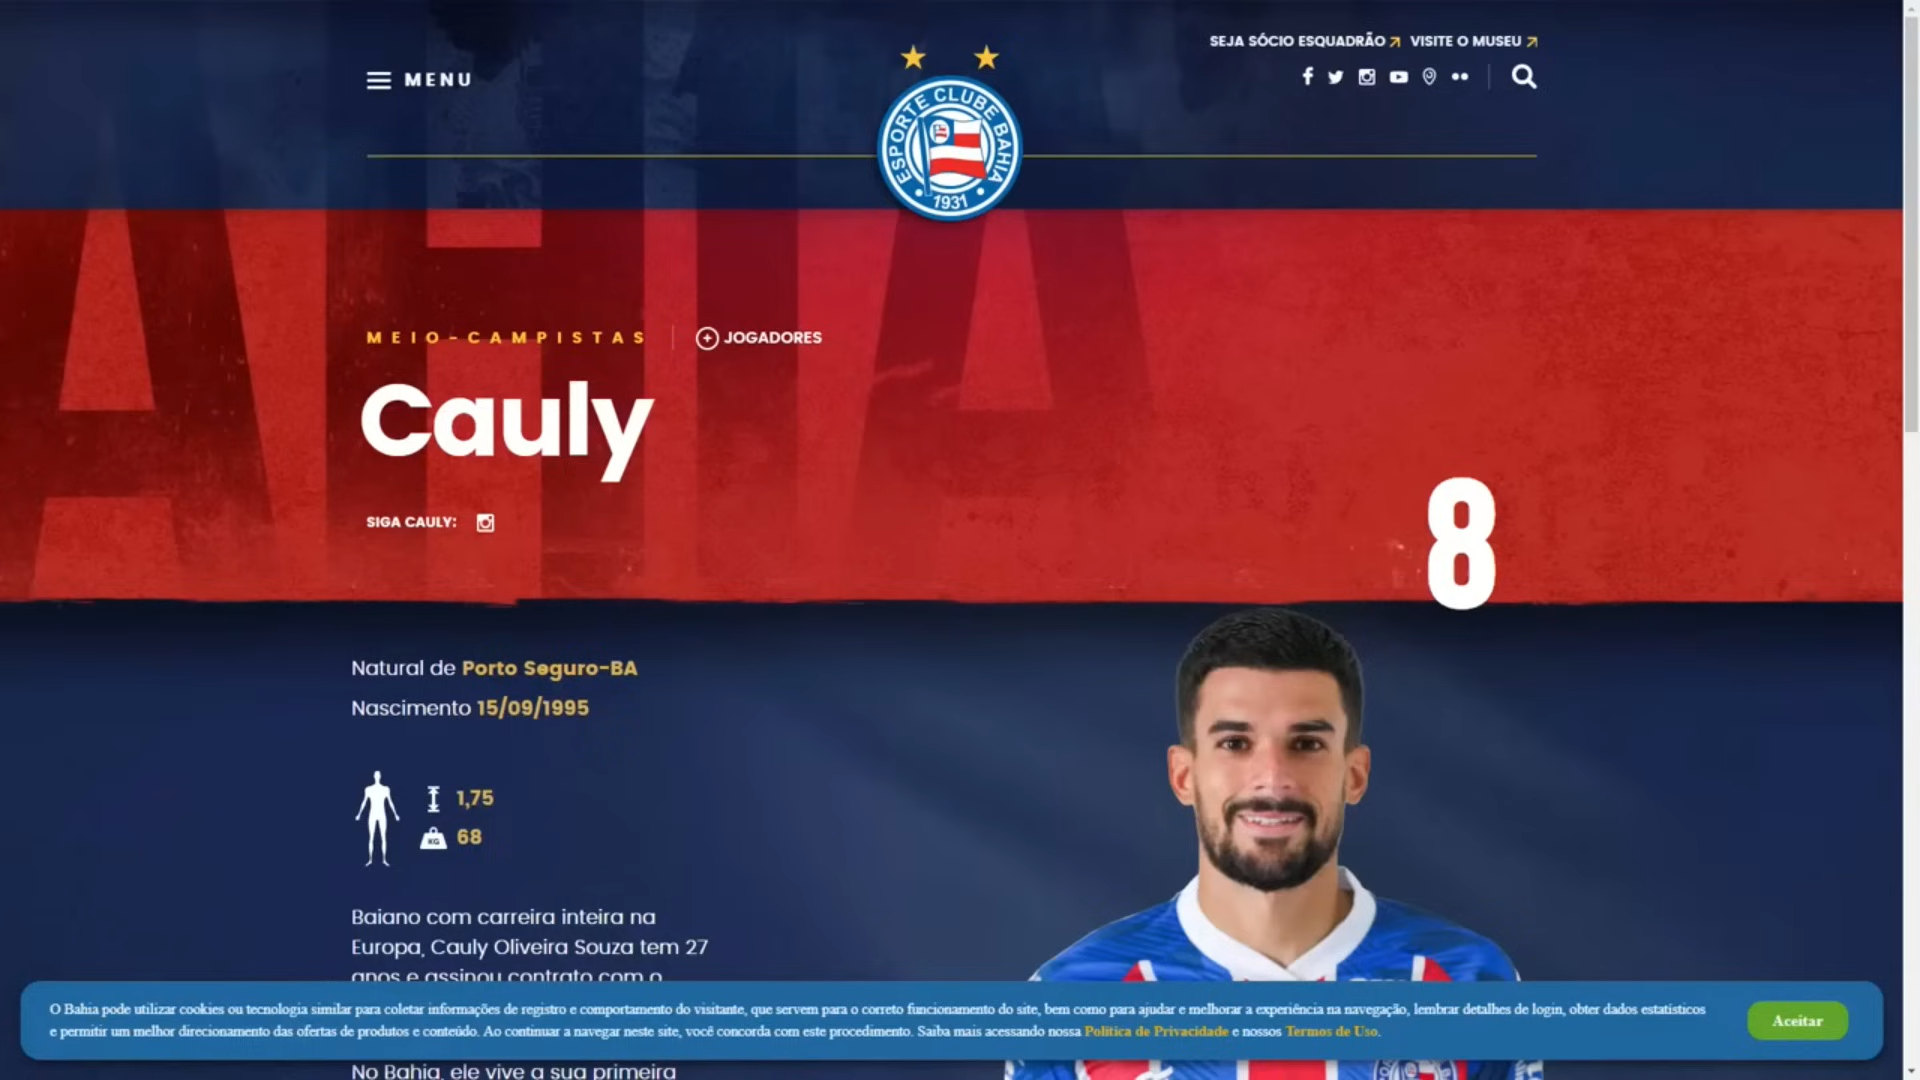 SEJA SÓCIO ESQUADRÃO VISITE O MUSEU
MENU
ESPORTE CLUBE BAHIA
1931
AHIA
MEIO-CAMPISTAS
JOGADORES
Cauly
SIGA CAULY:
8
Natural de Porto Seguro-BA
Nascimento 15/09/1995
1,75
KG 68
Baiano com carreira inteira na
Europa, Cauly Oliveira Souza tem 27
anos e assinou contrato com o
O Bahia pode utilizar cookies ou tecnologia similar para coletar informações de registro e comportamento do visitante, que servem para o correto funcionamento do site, bem como para ajudar e melhorar a experiência na navegação, lembrar detalhes de login, obter dados estatísticos
e permitir um melhor direcionamento das ofertas de produtos e conteúdo. Ao continuar a navegar neste site, você concorda com este procedimento. Saiba mais acessando nossa Política de Privacidade e nossos Termos de Uso.
Aceitar
No Bahia, ele vive a sua primeira